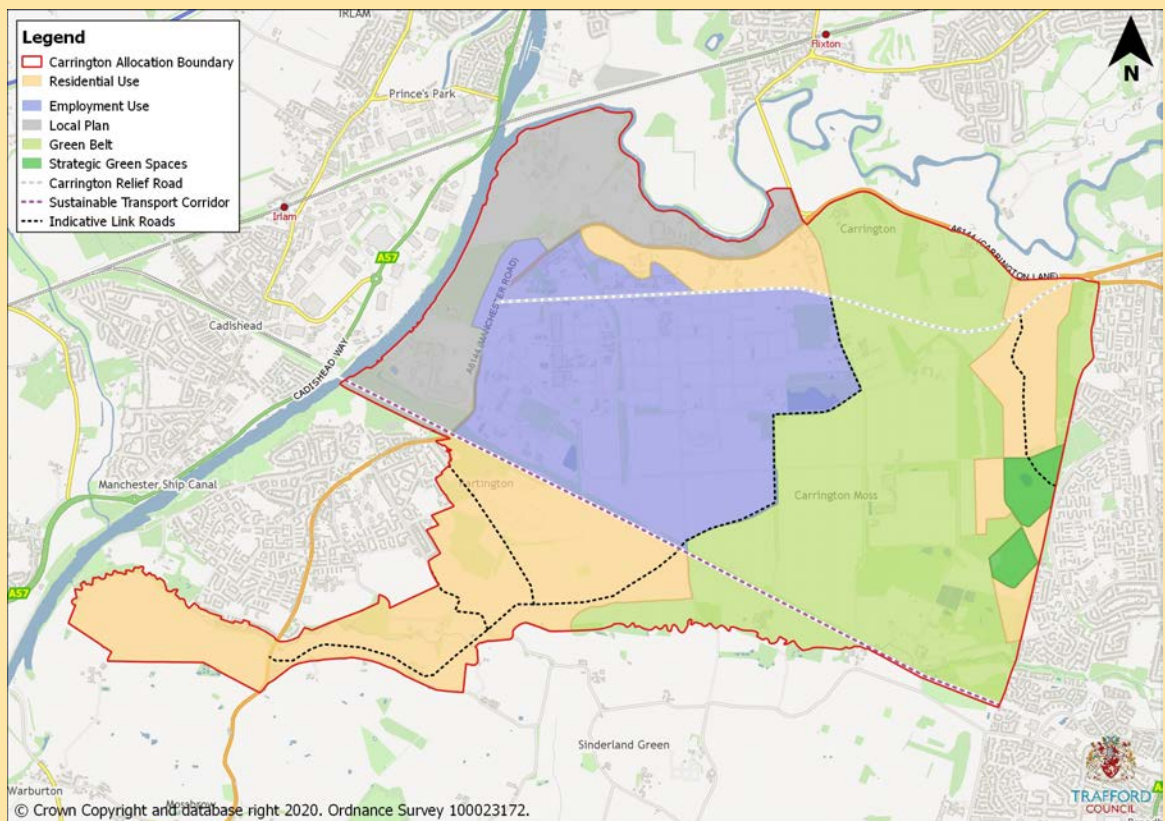 IRLAM
Flixton
Legend
Carrington Allocation Boundary
Residential Use
Employment Use
Local Plan
Green Belt
Strategic Green Spaces
Carrington Relief Road
Sustainable Transport Corridor
Indicative Link Roads
N
Prince's Park
Irlam
A57
Carrington
A6144 (CARRINGTON LANE)
A6144 (MANCHESTER ROAD)
Cadishead
CADISHEAD WAY
Manchester Ship Canal
Partington
Carrington Moss
A57
Sinderland Green
Warburton
Mossbrow
TRAFFORD
COUNCIL
© Crown Copyright and database right 2020. Ordnance Survey 100023172.